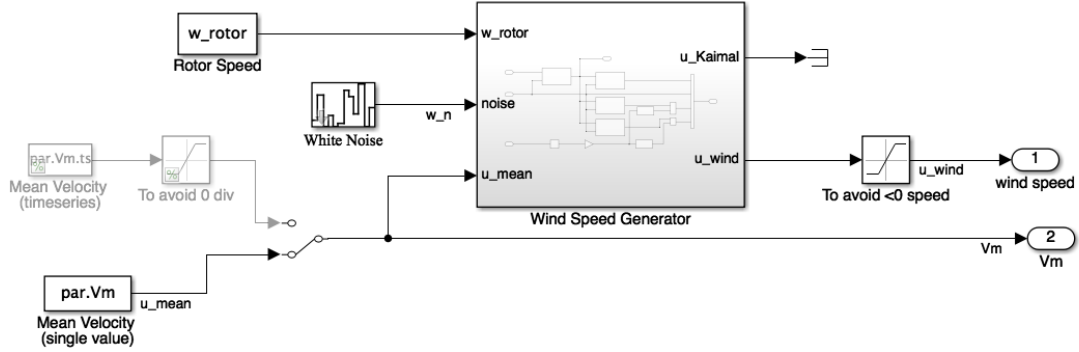 w_rotor
Rotor Speed
w_rotor
u_Kaimal
noise
w_n
White Noise
u_wind
u_mean
Wind Speed Generator
par.Vm.ts
%
Mean Velocity
(timeseries)
%
To avoid 0 div
u_wind
To avoid <0 speed
1
wind speed
Vm
2
Vm
par.Vm
u_mean
Mean Velocity
(single value)